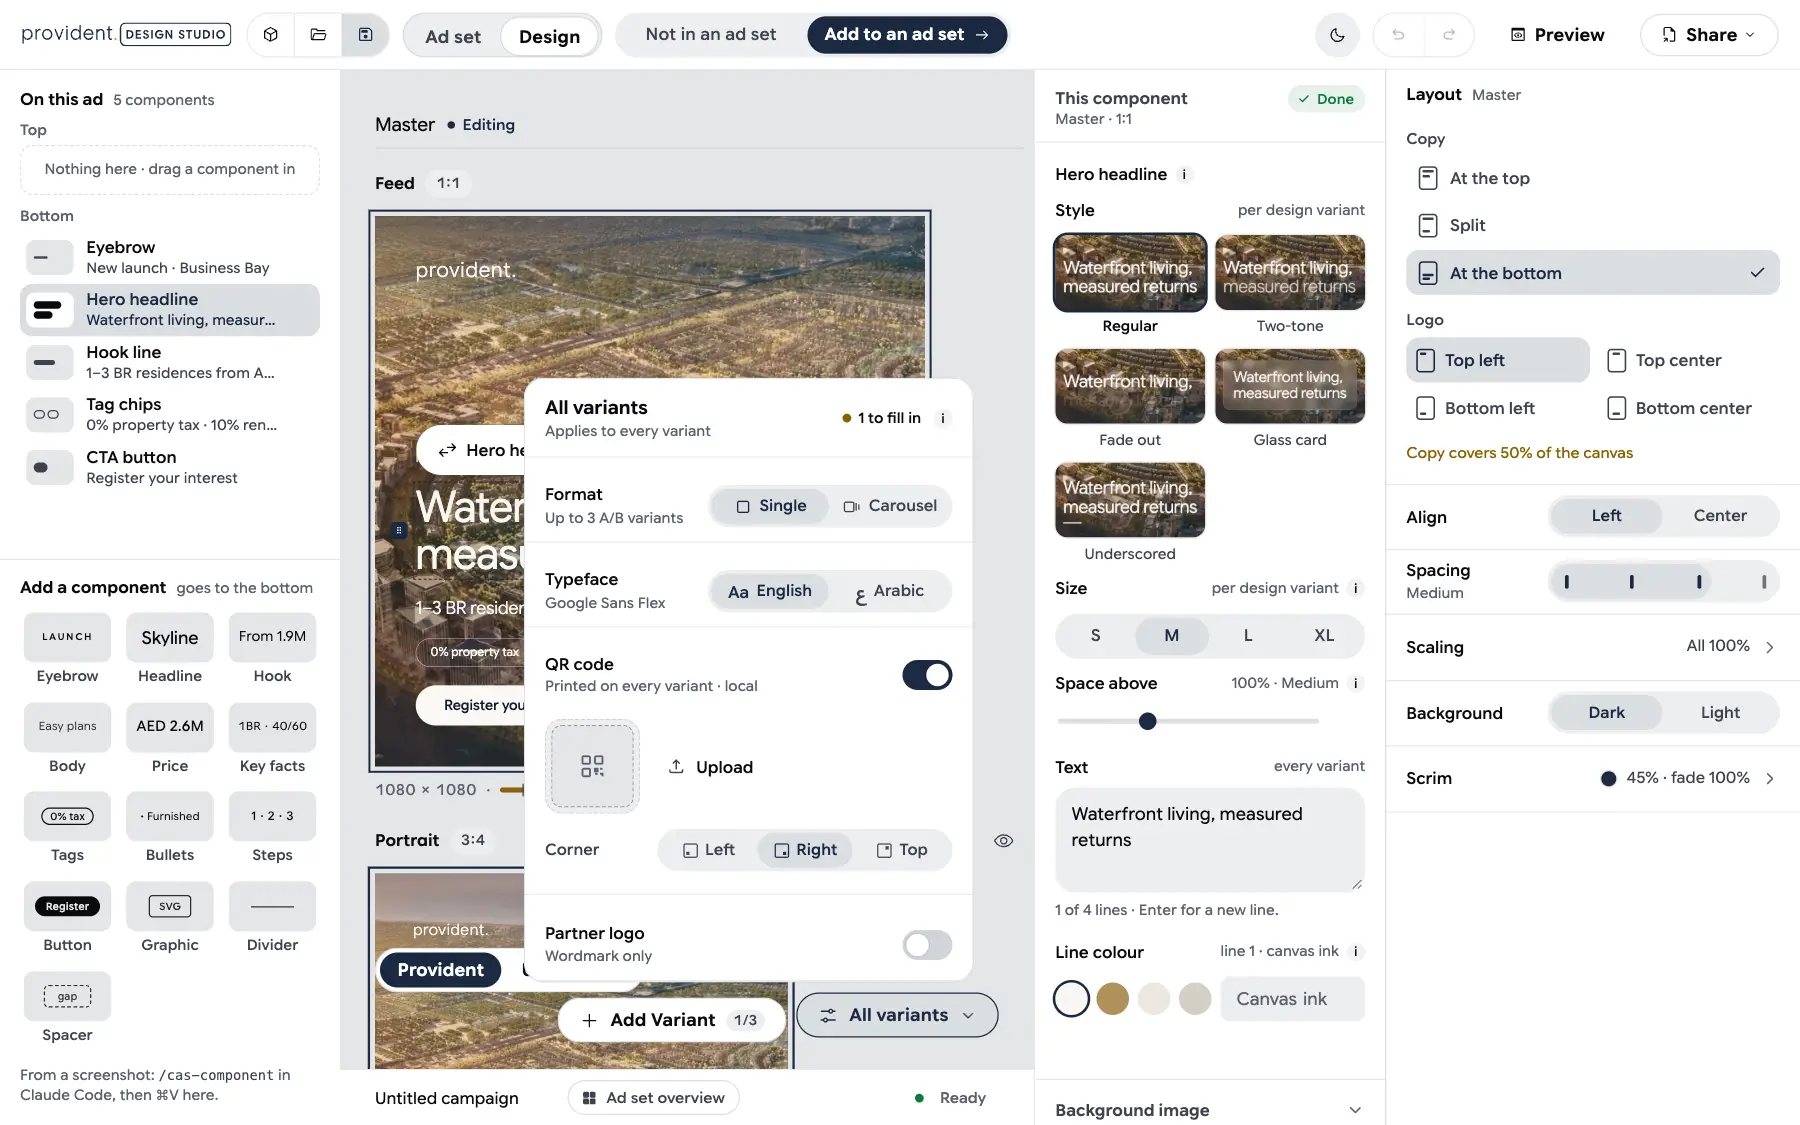 provident. DESIGN STUDIO
Ad set
Design
Not in an ad set
Add to an ad set →
Preview
Share
On this ad 5 components
Top
Nothing here · drag a component in
Bottom
Eyebrow
New launch · Business Bay
Hero headline
Waterfront living, measur...
Hook line
1–3 BR residences from A...
Tag chips
0% property tax · 10% ren...
CTA button
Register your interest
Add a component goes to the bottom
LAUNCH
Skyline
From 1.9M
Eyebrow
Headline
Hook
Easy plans
AED 2.6M
1BR · 40/60
Body
Price
Key facts
0% tax
· Furnished
1 · 2 · 3
Tags
Bullets
Steps
Register
SVG
Button
Graphic
Divider
gap
Spacer
From a screenshot: /cas-component in
Claude Code, then ⌘V here.
Master • Editing
Feed 1:1
provident.
Hero he
Water
measu
1–3 BR resider
0% property tax
Register you
1080 × 1080 ·
Portrait 3:4
provident.
Provident
Add Variant 1/3
All variants
Untitled campaign
Ad set overview
Ready
All variants
Applies to every variant
1 to fill in
i
Format
Up to 3 A/B variants
Single
Carousel
Typeface
Google Sans Flex
Aa English
ع Arabic
QR code
Printed on every variant · local
Upload
Corner
Left
Right
Top
Partner logo
Wordmark only
This component
Master · 1:1
Done
Hero headline i
Style
per design variant
Waterfront living,
measured returns
Regular
Waterfront living,
measured returns
Two-tone
Waterfront living,
Fade out
Waterfront living,
measured returns
Glass card
Waterfront living,
measured returns
Underscored
Size
per design variant i
S
M
L
XL
Space above
100% · Medium i
Text
every variant
Waterfront living, measured
returns
1 of 4 lines · Enter for a new line.
Line colour
line 1 · canvas ink i
Canvas ink
Background image
Layout Master
Copy
At the top
Split
At the bottom
Logo
Top left
Top center
Bottom left
Bottom center
Copy covers 50% of the canvas
Align
Left
Center
Spacing
Medium
Scaling
All 100%
Background
Dark
Light
Scrim
45% · fade 100%